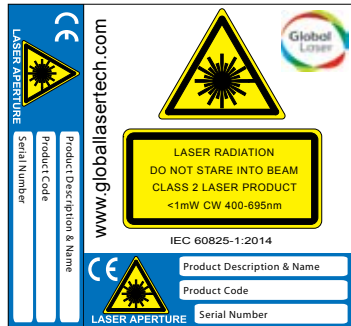 CE
LASER APERTURE
Product Description & Name
Product Code
Serial Number
www.globallasertech.com
Global
Laser
LASER RADIATION
DO NOT STARE INTO BEAM
CLASS 2 LASER PRODUCT
<1mW CW 400-695nm
IEC 60825-1:2014
CE
LASER APERTURE
Product Description & Name
Product Code
Serial Number